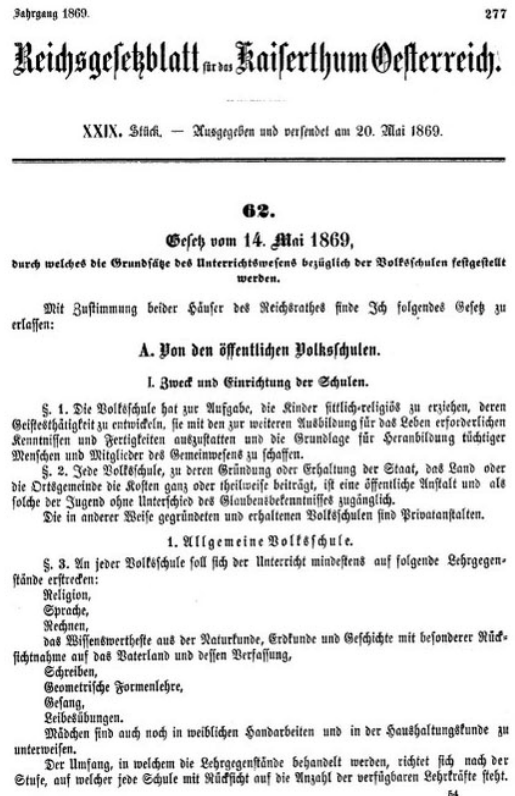 Jahrgang 1869. 277
Reichsgesetzblatt für das Kaiserthum Oesterreich.
XXIX. Stück. — Ausgegeben und versendet am 20. Mai 1869.
62.
Gesetz vom 14. Mai 1869,
durch welches die Grundsätze des Unterrichtswesens bezüglich der Volksschulen festgestellt
werden.
Mit Zustimmung beider Häuser des Reichsrathes finde Ich folgendes Gesetz zu
erlassen:
A. Von den öffentlichen Volksschulen.
I. Zweck und Einrichtung der Schulen.
§. 1. Die Volksschule hat zur Aufgabe, die Kinder sittlich-religiös zu erziehen, deren
Geistesthätigkeit zu entwickeln, sie mit den zur weiteren Ausbildung für das Leben erforderlichen
Kenntnissen und Fertigkeiten auszustatten und die Grundlage für Heranbildung tüchtiger
Menschen und Mitglieder des Gemeinwesens zu schaffen.
§. 2. Jede Volksschule, zu deren Gründung oder Erhaltung der Staat, das Land oder
die Ortsgemeinde die Kosten ganz oder theilweise beiträgt, ist eine öffentliche Anstalt und als
solche der Jugend ohne Unterschied des Glaubensbekenntnisses zugänglich.
Die in anderer Weise gegründeten und erhaltenen Volksschulen sind Privatanstalten.
1. Allgemeine Volksschule.
§. 3. An jeder Volksschule soll sich der Unterricht mindestens auf folgende Lehrgegen-
stände erstrecken:
Religion,
Sprache,
Rechnen,
das Wissenswertheste aus der Naturkunde, Erdkunde und Geschichte mit besonderer Rück-
sichtnahme auf das Vaterland und dessen Verfassung,
Schreiben,
Geometrische Formenlehre,
Gesang,
Leibesübungen.
Mädchen sind auch noch in weiblichen Handarbeiten und in der Haushaltungskunde zu
unterweisen.
Der Umfang, in welchem die Lehrgegenstände behandelt werden, richtet sich nach der
Stufe, auf welcher jede Schule mit Rücksicht auf die Anzahl der verfügbaren Lehrkräfte steht.
54